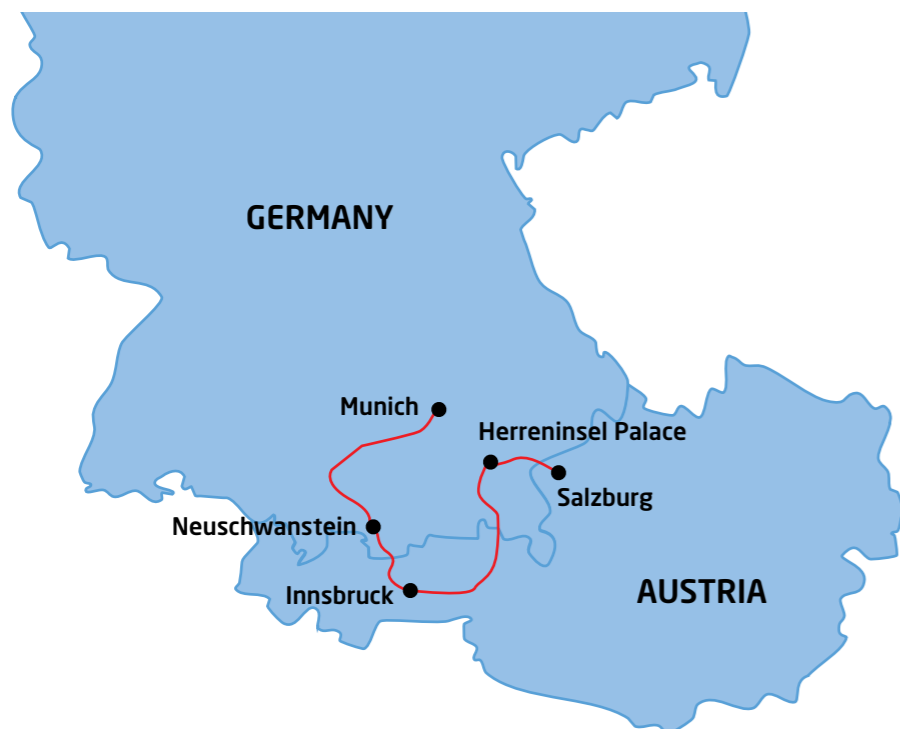 GERMANY
Munich
Herreninsel Palace
Salzburg
Neuschwanstein
Innsbruck
AUSTRIA